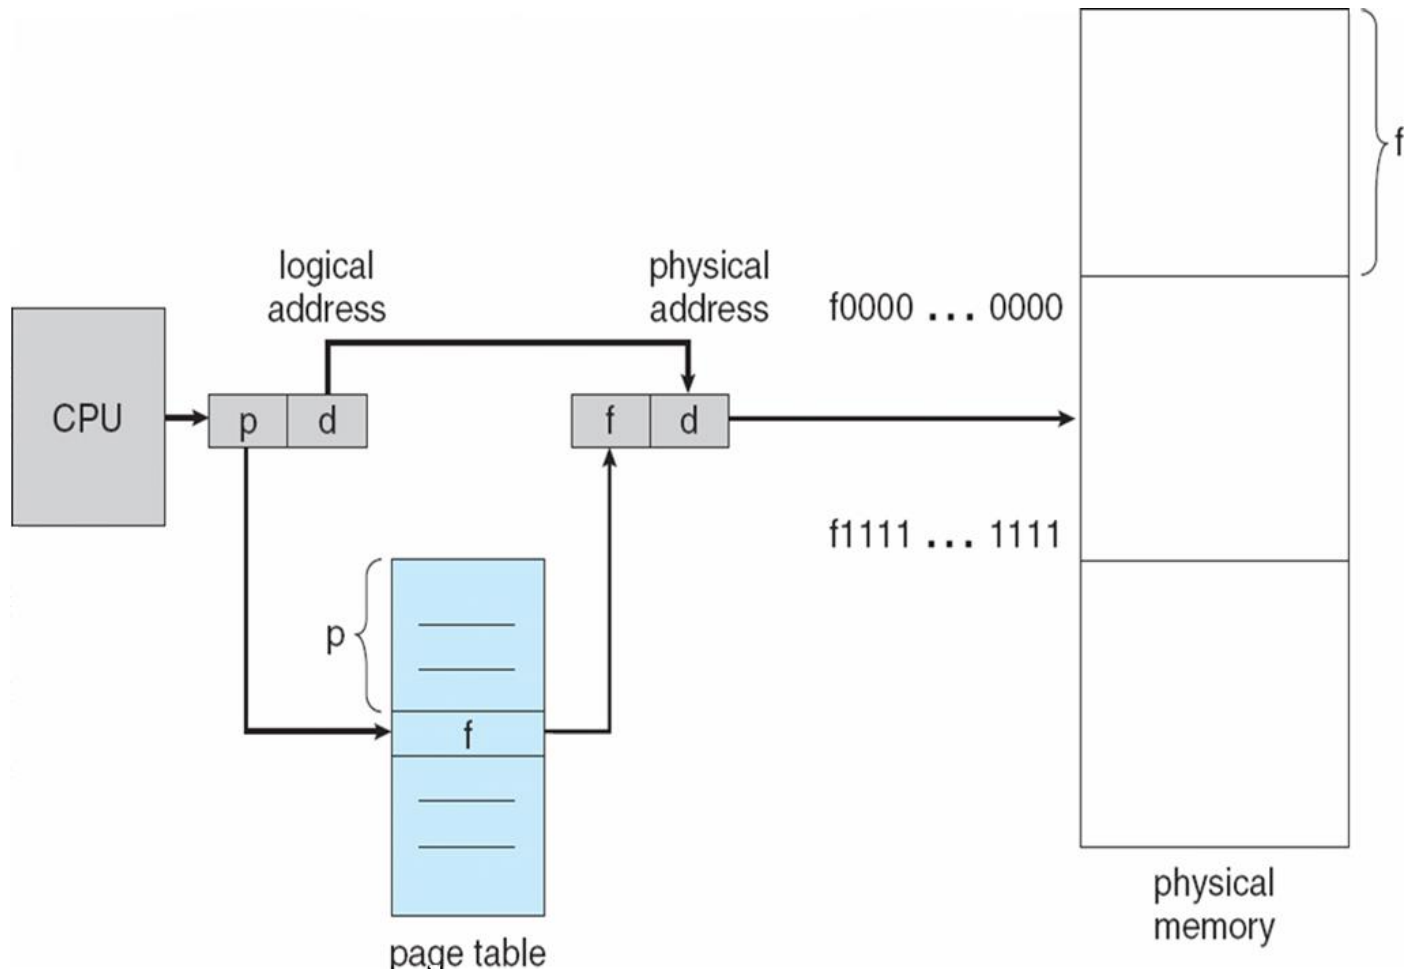 f
logical
address
physical
address
f0000 ... 0000
CPU
p
d
f
d
f1111 ... 1111
p
f
physical
memory
page table